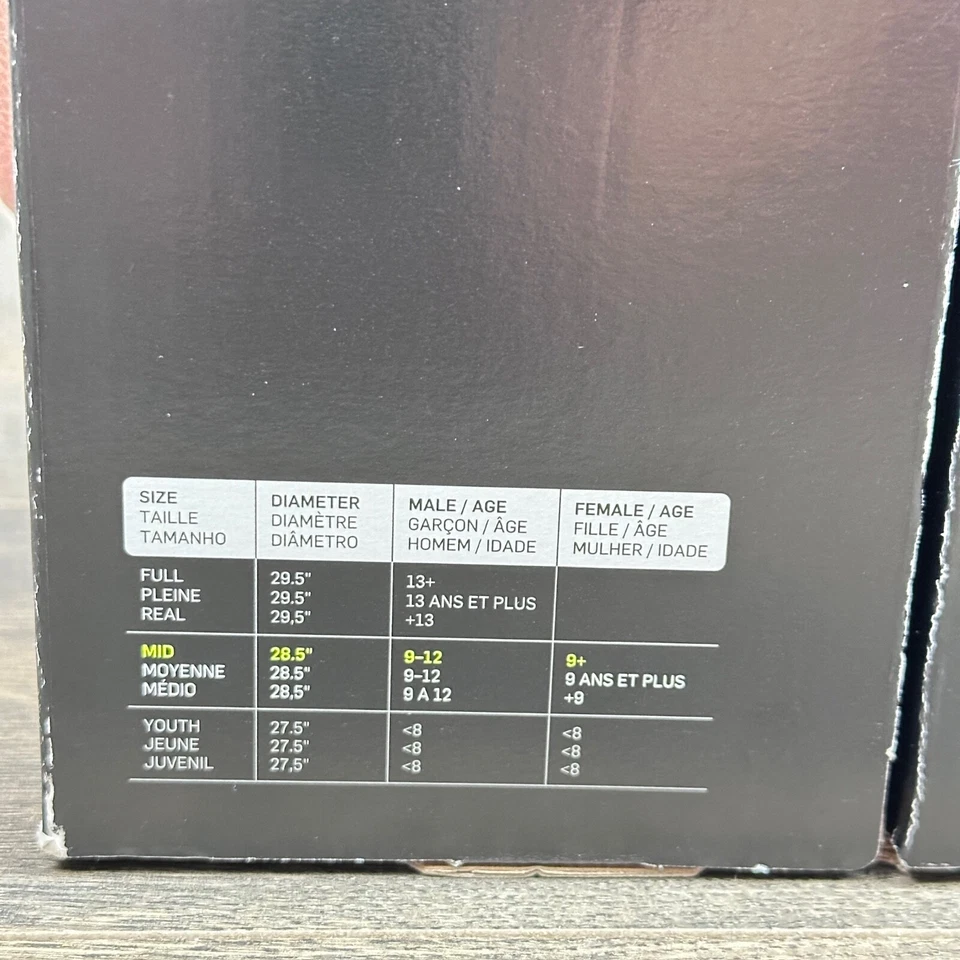 SIZE
TAILLE
TAMANHO
DIAMETER
DIAMÈTRE
DIÂMETRO
MALE / AGE
GARÇON / ÂGE
HOMEM / IDADE
FEMALE / AGE
FILLE / ÂGE
MULHER / IDADE
FULL
PLEINE
REAL
29.5"
29.5"
29,5"
13+
13 ANS ET PLUS
+13
MID
MOYENNE
MÉDIO
28.5"
28.5"
28,5"
9–12
9–12
9 A 12
9+
9 ANS ET PLUS
+9
YOUTH
JEUNE
JUVENIL
27.5"
27.5"
27,5"
<8
<8
<8
<8
<8
<8